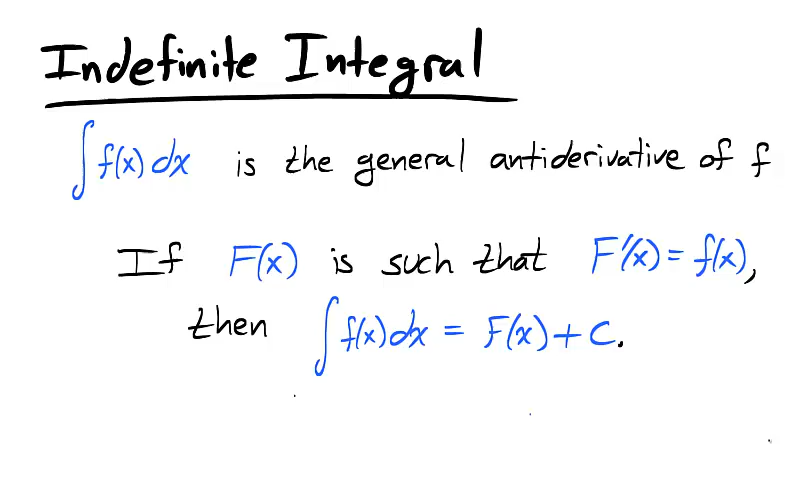 Indefinite Integral
∫f(x)dx is the general antiderivative of f
If F(x) is such that F'(x) = f(x),
then ∫f(x)dx = F(x) + C.